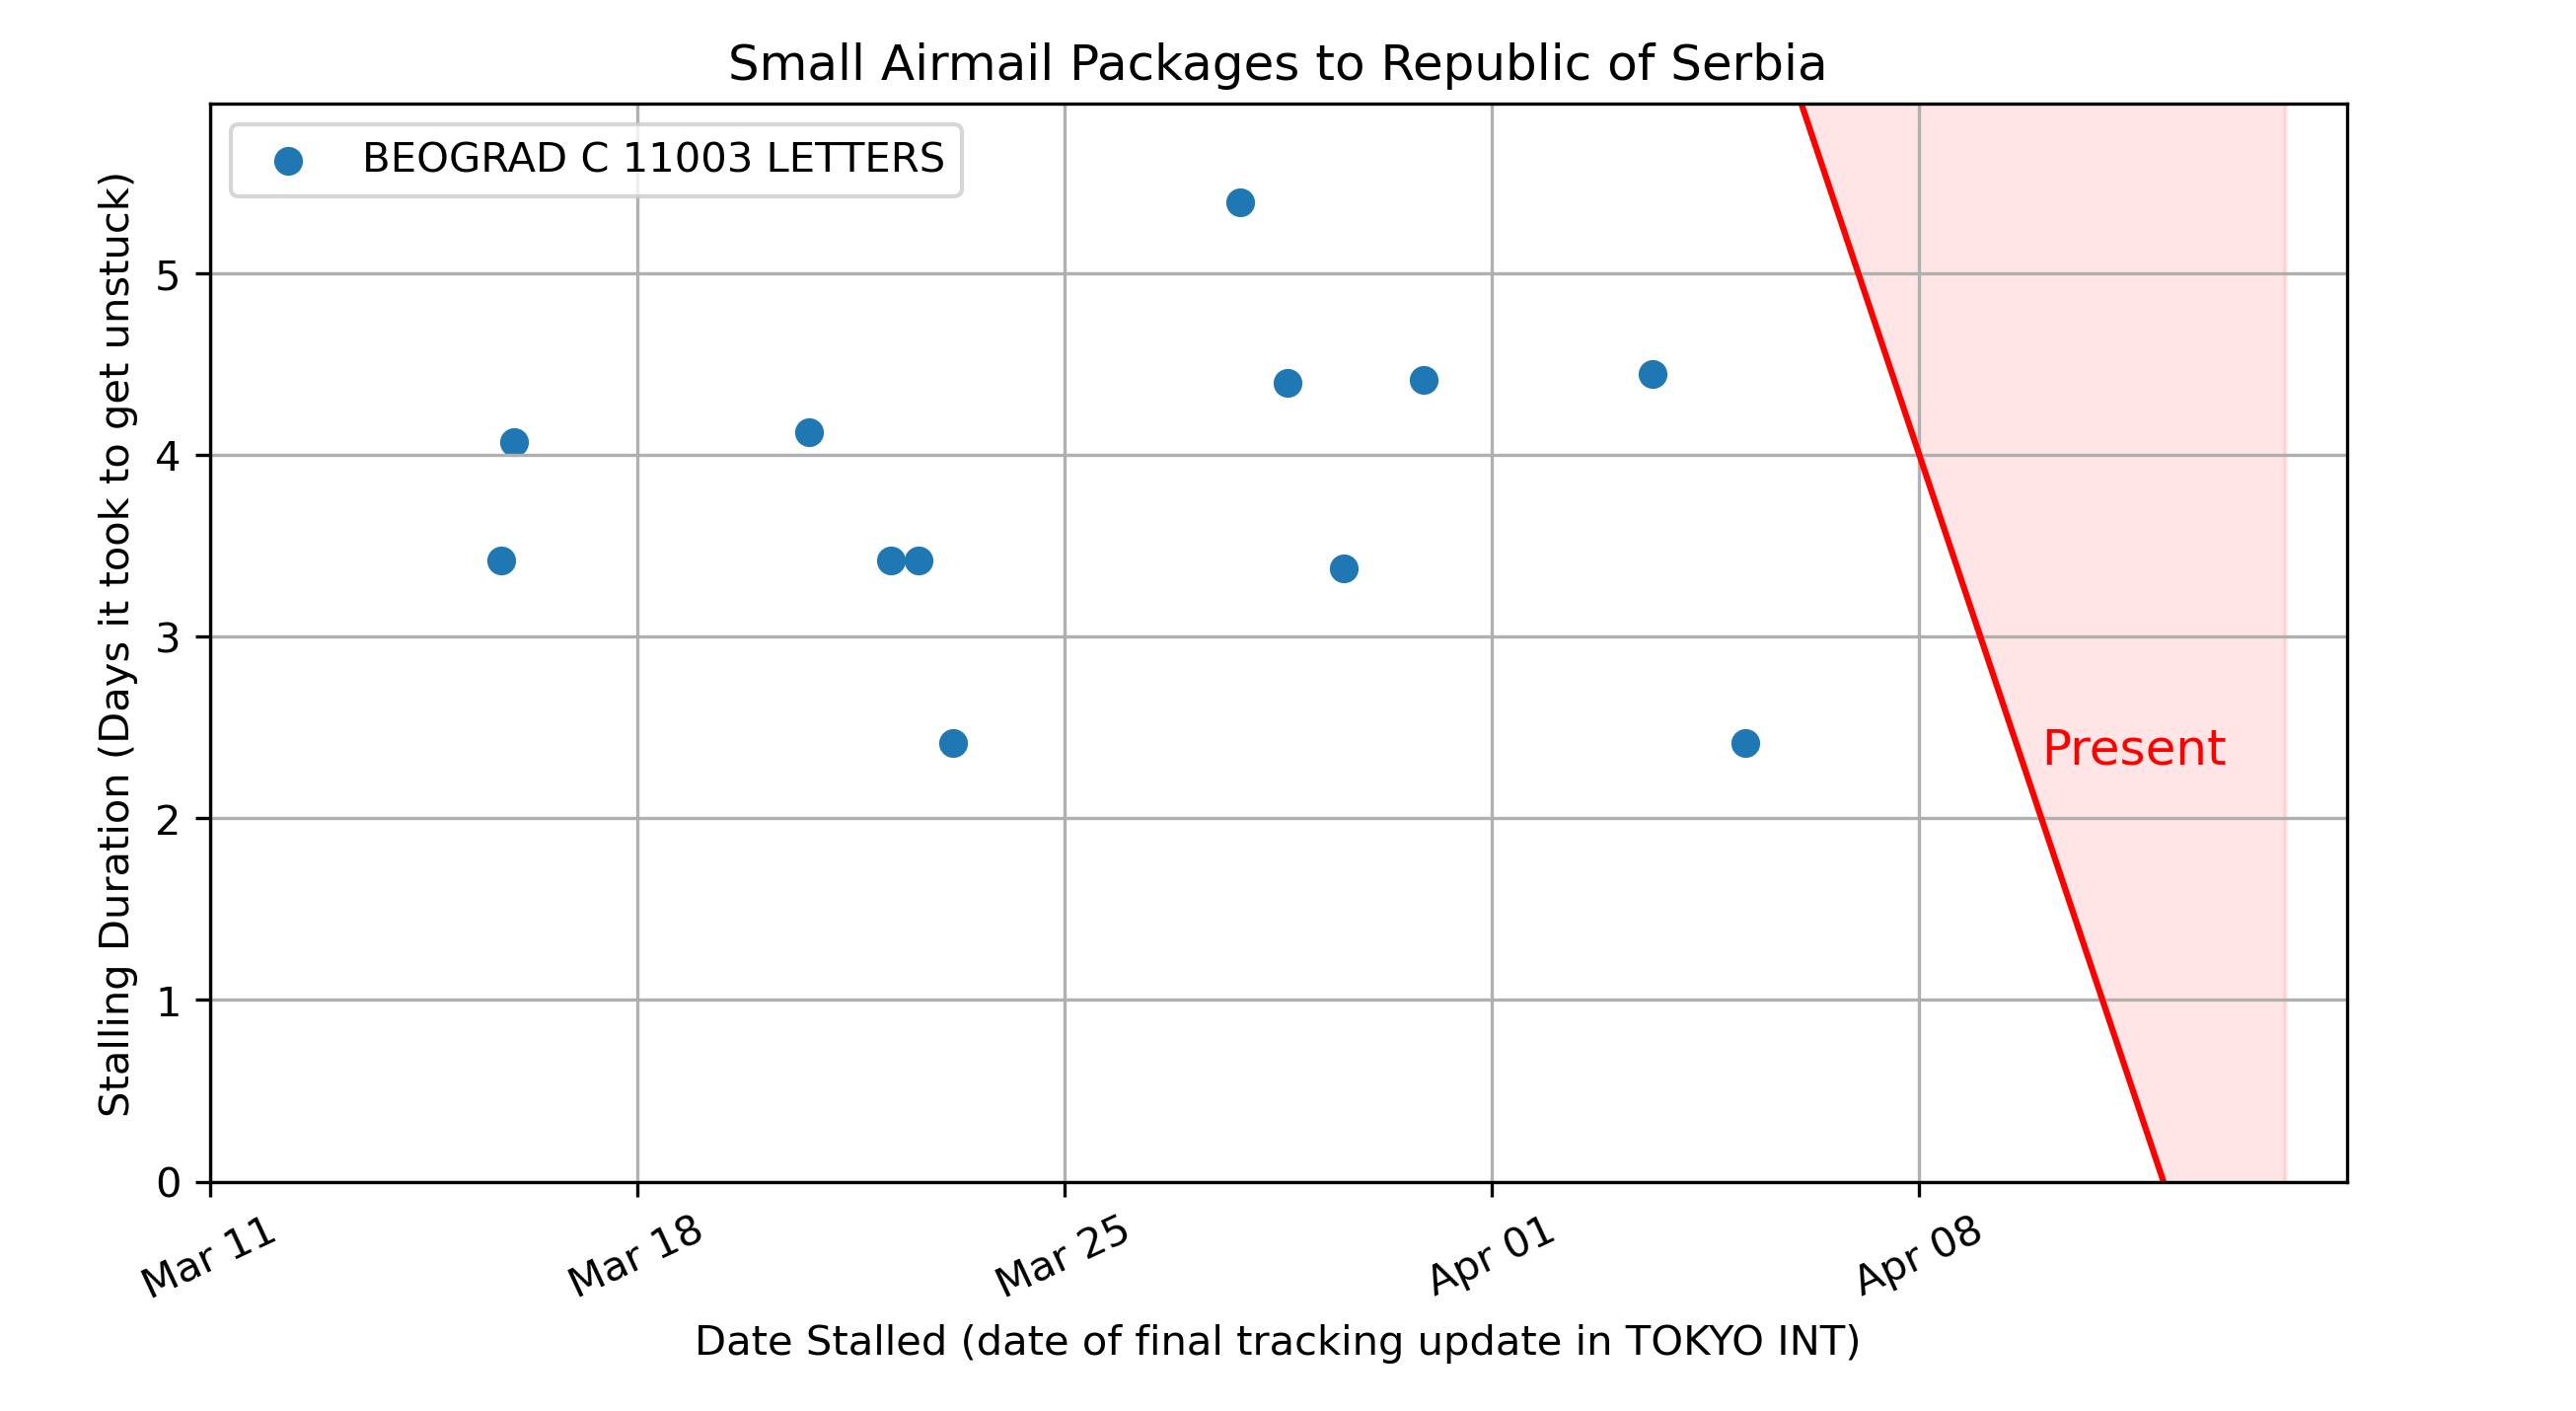 Small Airmail Packages to Republic of Serbia
BEOGRAD C 11003 LETTERS
Stalling Duration (Days it took to get unstuck)
5
4
3
2
1
0
Present
Mar 11
Mar 18
Mar 25
Apr 01
Apr 08
Date Stalled (date of final tracking update in TOKYO INT)